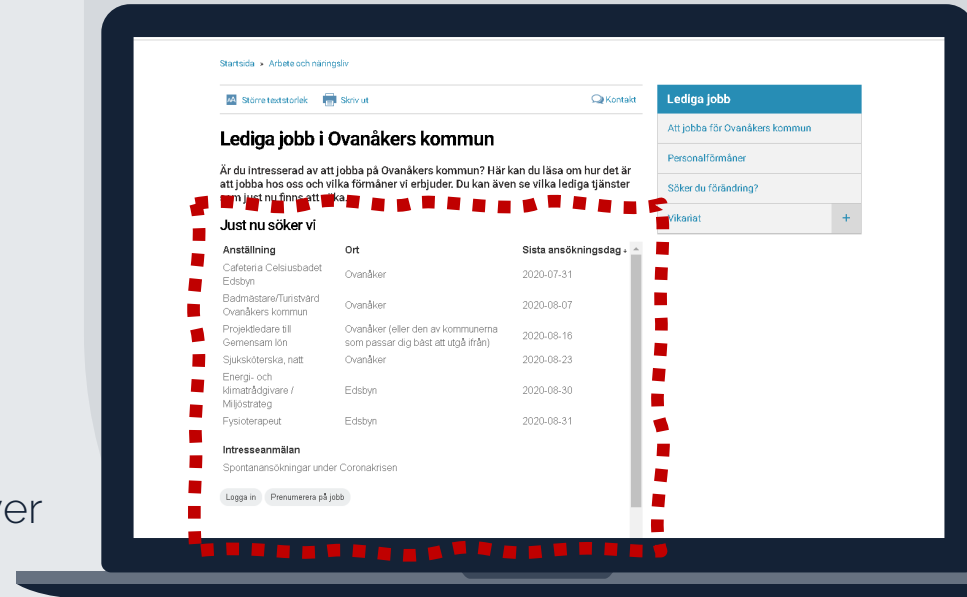 Startsida > Arbete och näringsliv
Större textstorlek Skriv ut Kontakt
Lediga jobb i Ovanåkers kommun
Är du intresserad av att jobba på Ovanåkers kommun? Här
kan du läsa om hur det är
att jobba hos oss och vilka förmåner vi erbjuder. Du kan även se vilka lediga tjänster
som just nu finns att
Just nu söker vi
Anställning Ort Sista ansökningsdag
Cafeteria Celsiusbadet
Edsbyn
Ovanåker 2020-07-31
Badmästare/Turistvärd
Ovanåkers kommun
Ovanåker 2020-08-07
Projektledare till
Gemensam lön
Ovanåker (eller den av kommunerna
som passar dig bäst att utgå ifrån)
2020-08-16
Sjuksköterska, natt Ovanåker 2020-08-23
Energi- och
klimatrådgivare /
Miljöstrateg
Edsbyn 2020-08-30
Fysioterapeut Edsbyn 2020-08-31
Intresseanmälan
Spontanansökningar under Coronakrisen
Logga in Prenumerera på jobb
Lediga jobb
Att jobba för Ovanåkers kommun
Personalförmåner
Söker du förändring?
Vikariat +